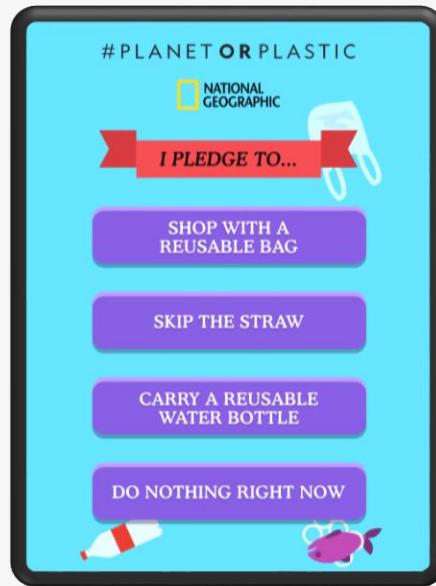 #PLANETORPLASTIC
NATIONAL
GEOGRAPHIC
I PLEDGE TO...
SHOP WITH A
REUSABLE BAG
SKIP THE STRAW
CARRY A REUSABLE
WATER BOTTLE
DO NOTHING RIGHT NOW